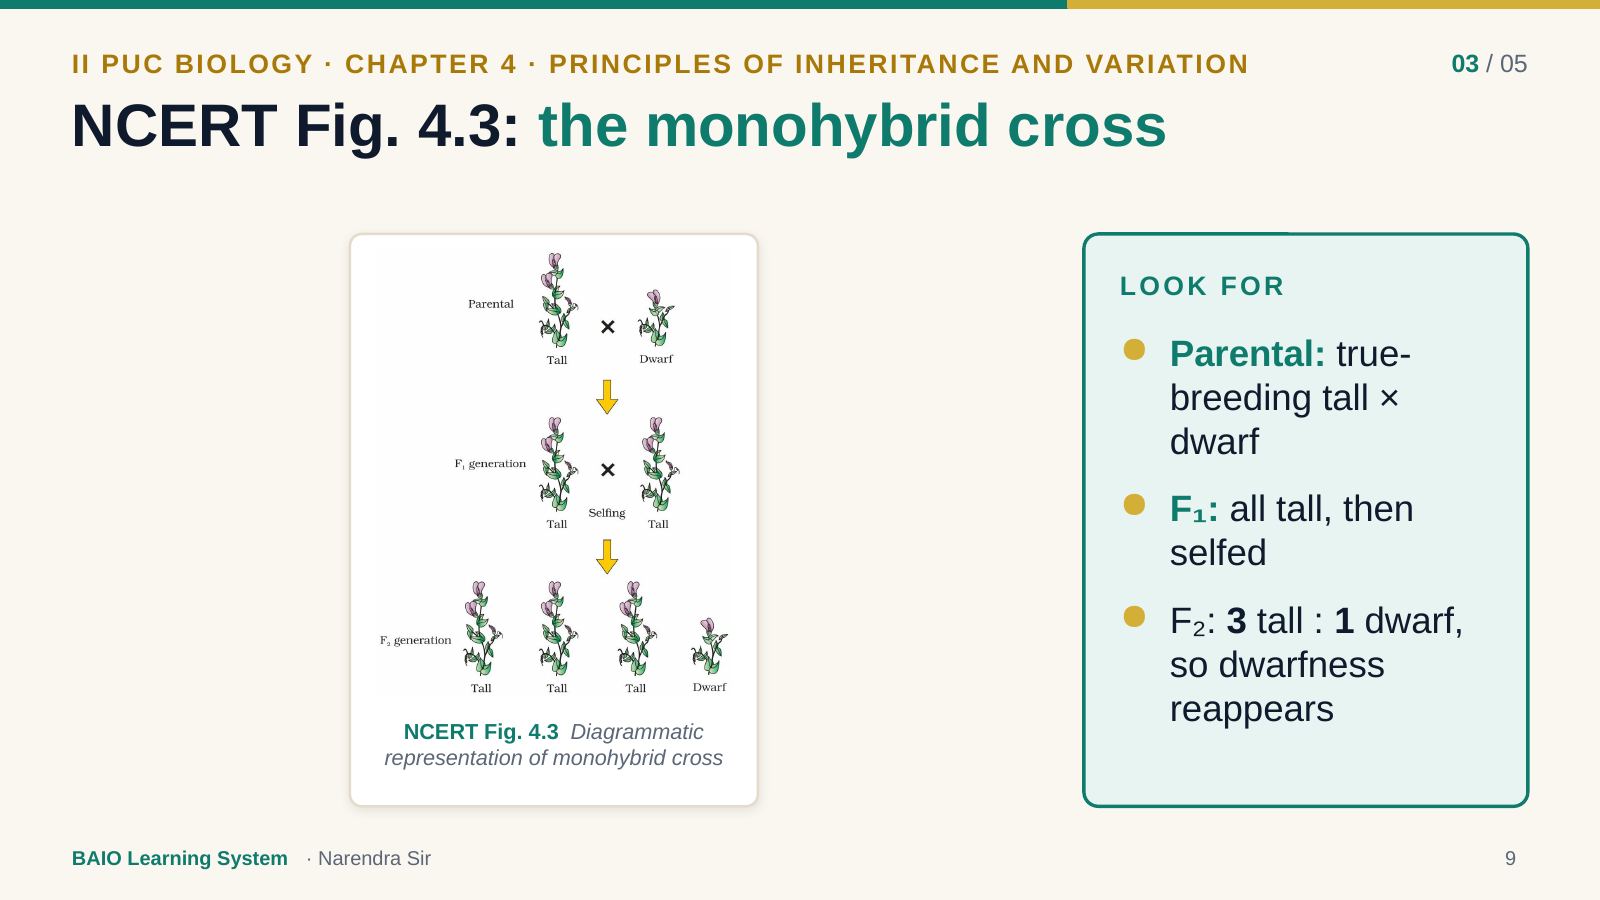 II PUC BIOLOGY · CHAPTER 4 · PRINCIPLES OF INHERITANCE AND VARIATION
03 / 05
NCERT Fig. 4.3: the monohybrid cross
Parental
×
Tall
Dwarf
F₁ generation
×
Selfing
Tall
Tall
F₂ generation
Tall
Tall
Tall
Dwarf
NCERT Fig. 4.3 Diagrammatic
representation of monohybrid cross
LOOK FOR
Parental: true-
breeding tall ×
dwarf
F₁: all tall, then
selfed
F₂: 3 tall : 1 dwarf,
so dwarfness
reappears
BAIO Learning System · Narendra Sir
9